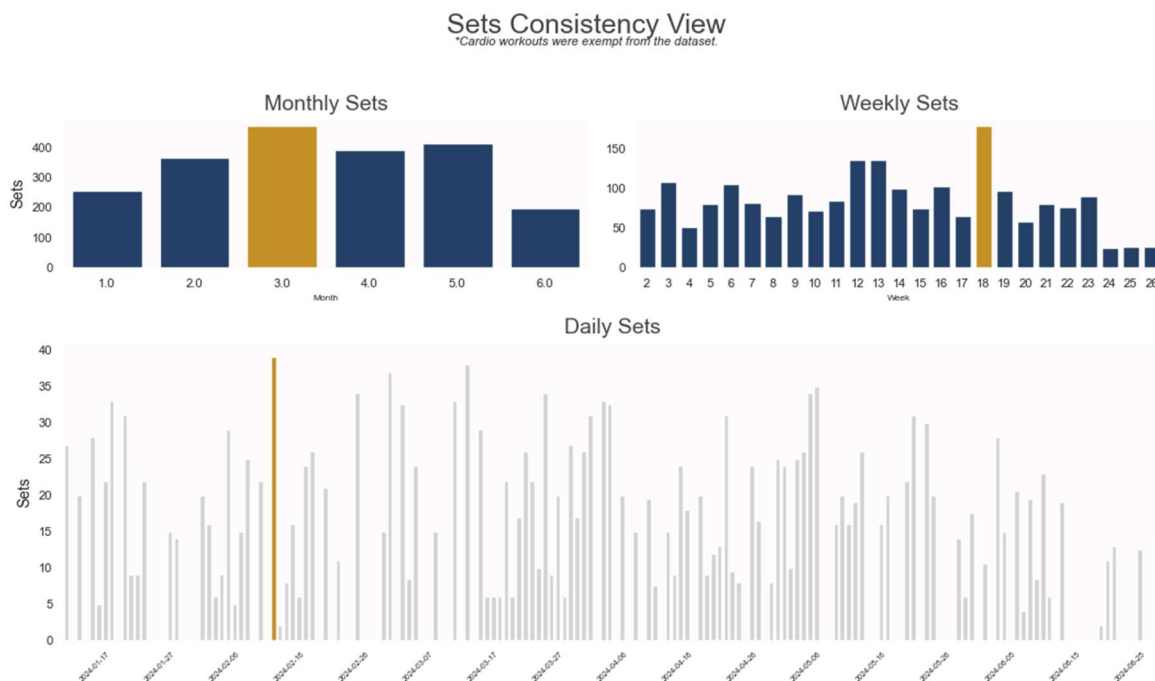 Sets Consistency View
*Cardio workouts were exempt from the dataset.
Monthly Sets
Sets
400
300
200
100
0
1.0 2.0 3.0 4.0 5.0 6.0
Month
Weekly Sets
150
100
50
0
2 3 4 5 6 7 8 9 10 11 12 13 14 15 16 17 18 19 20 21 22 23 24 25 26
Week
Daily Sets
Sets
40
35
30
25
20
15
10
5
0
2024-01-17 2024-01-27 2024-02-06 2024-02-16 2024-02-26 2024-03-07 2024-03-17 2024-03-27 2024-04-06 2024-04-16 2024-04-26 2024-05-06 2024-05-16 2024-05-26 2024-06-05 2024-06-15 2024-06-25